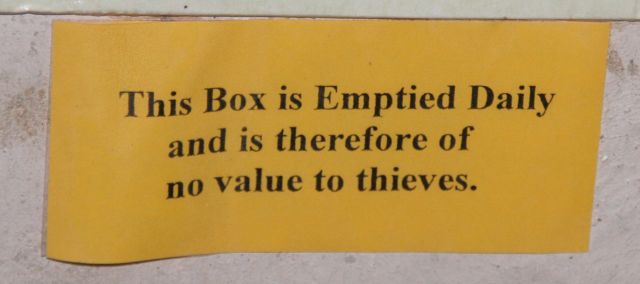 This Box is Emptied Daily
and is therefore of
no value to thieves.